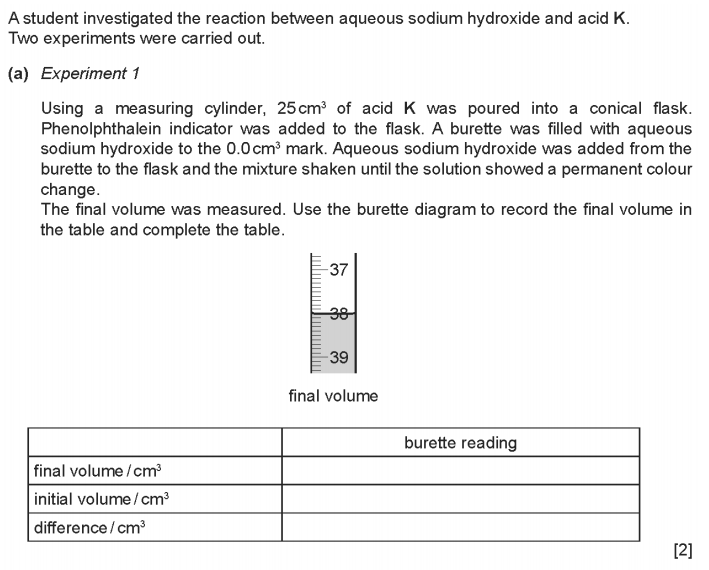 A student investigated the reaction between aqueous sodium hydroxide and acid K.
Two experiments were carried out.
(a) Experiment 1
Using a measuring cylinder, 25 cm³ of acid K was poured into a conical flask.
Phenolphthalein indicator was added to the flask. A burette was filled with aqueous
sodium hydroxide to the 0.0 cm³ mark. Aqueous sodium hydroxide was added from the
burette to the flask and the mixture shaken until the solution showed a permanent colour
change.
The final volume was measured. Use the burette diagram to record the final volume in
the table and complete the table.
37
38
39
final volume
burette reading
final volume / cm³
initial volume / cm³
difference / cm³
[2]